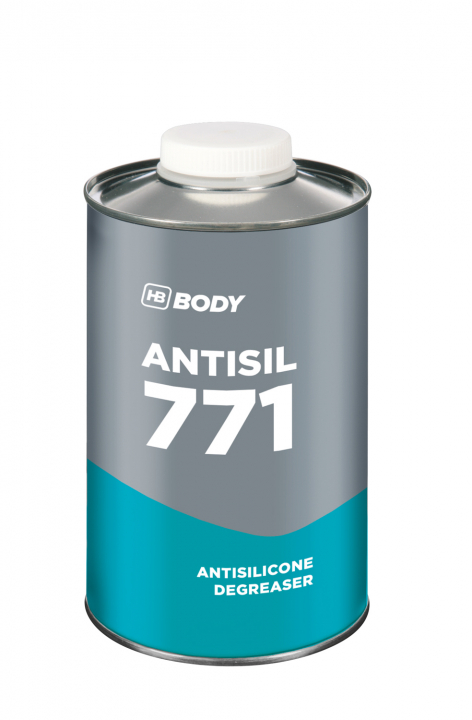 HB BODY
ANTISIL
771
ANTISILICONE
DEGREASER